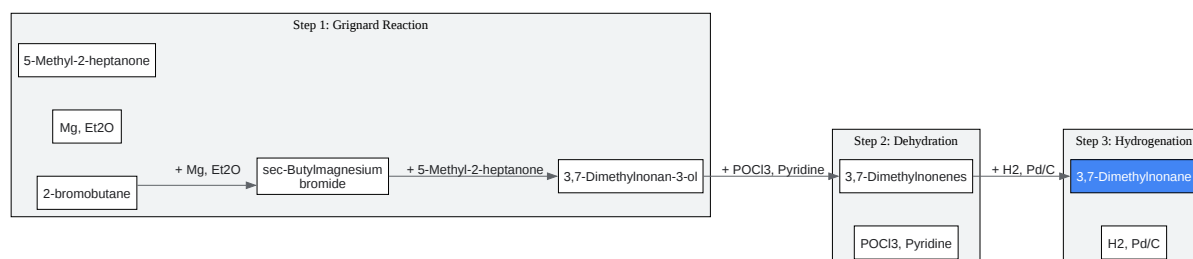 Step 1: Grignard Reaction
5-Methyl-2-heptanone
Mg, Et2O
2-bromobutane
+ Mg, Et2O
sec-Butylmagnesium
bromide
+ 5-Methyl-2-heptanone
3,7-Dimethylnonan-3-ol
+ POCl3, Pyridine
Step 2: Dehydration
3,7-Dimethylnonenes
POCl3, Pyridine
+ H2, Pd/C
Step 3: Hydrogenation
3,7-Dimethylnonane
H2, Pd/C